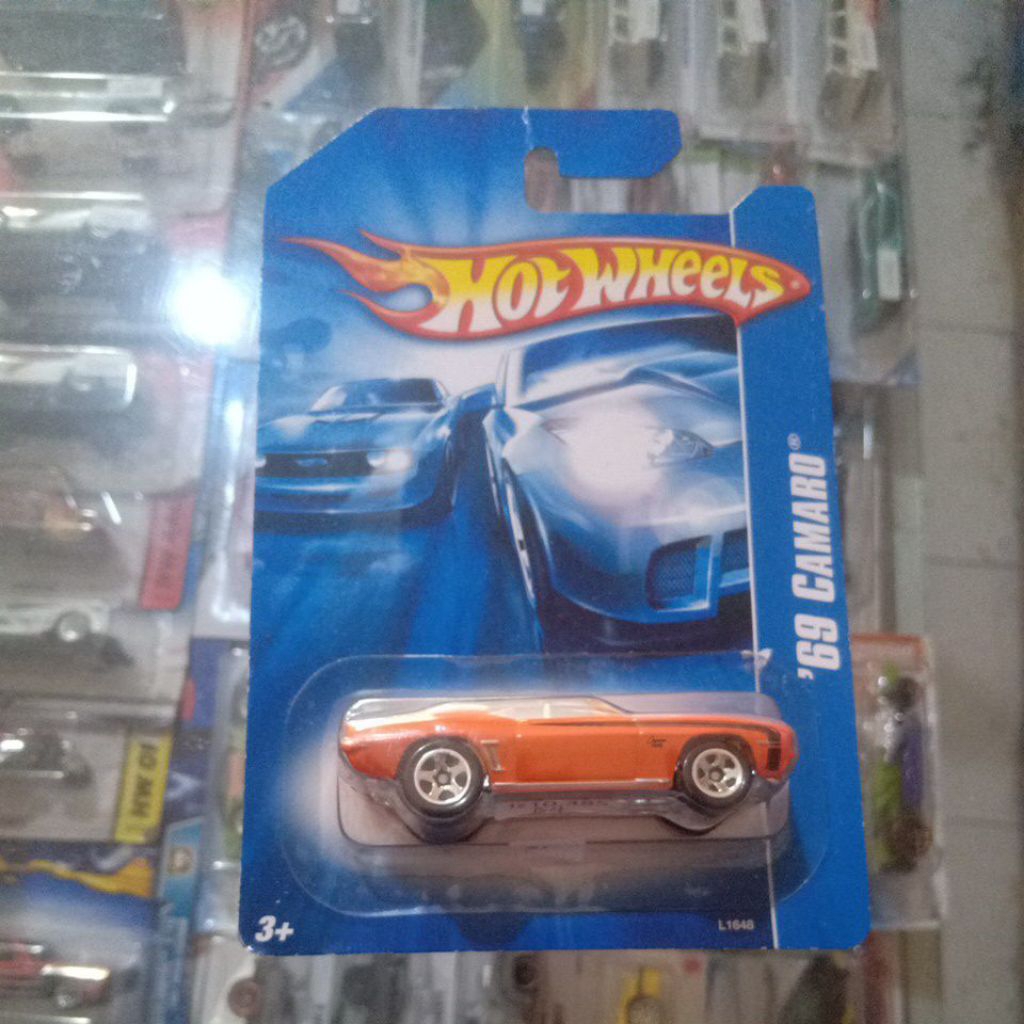 HOT WHEELS
'69 CAMARO®
3+
L1648